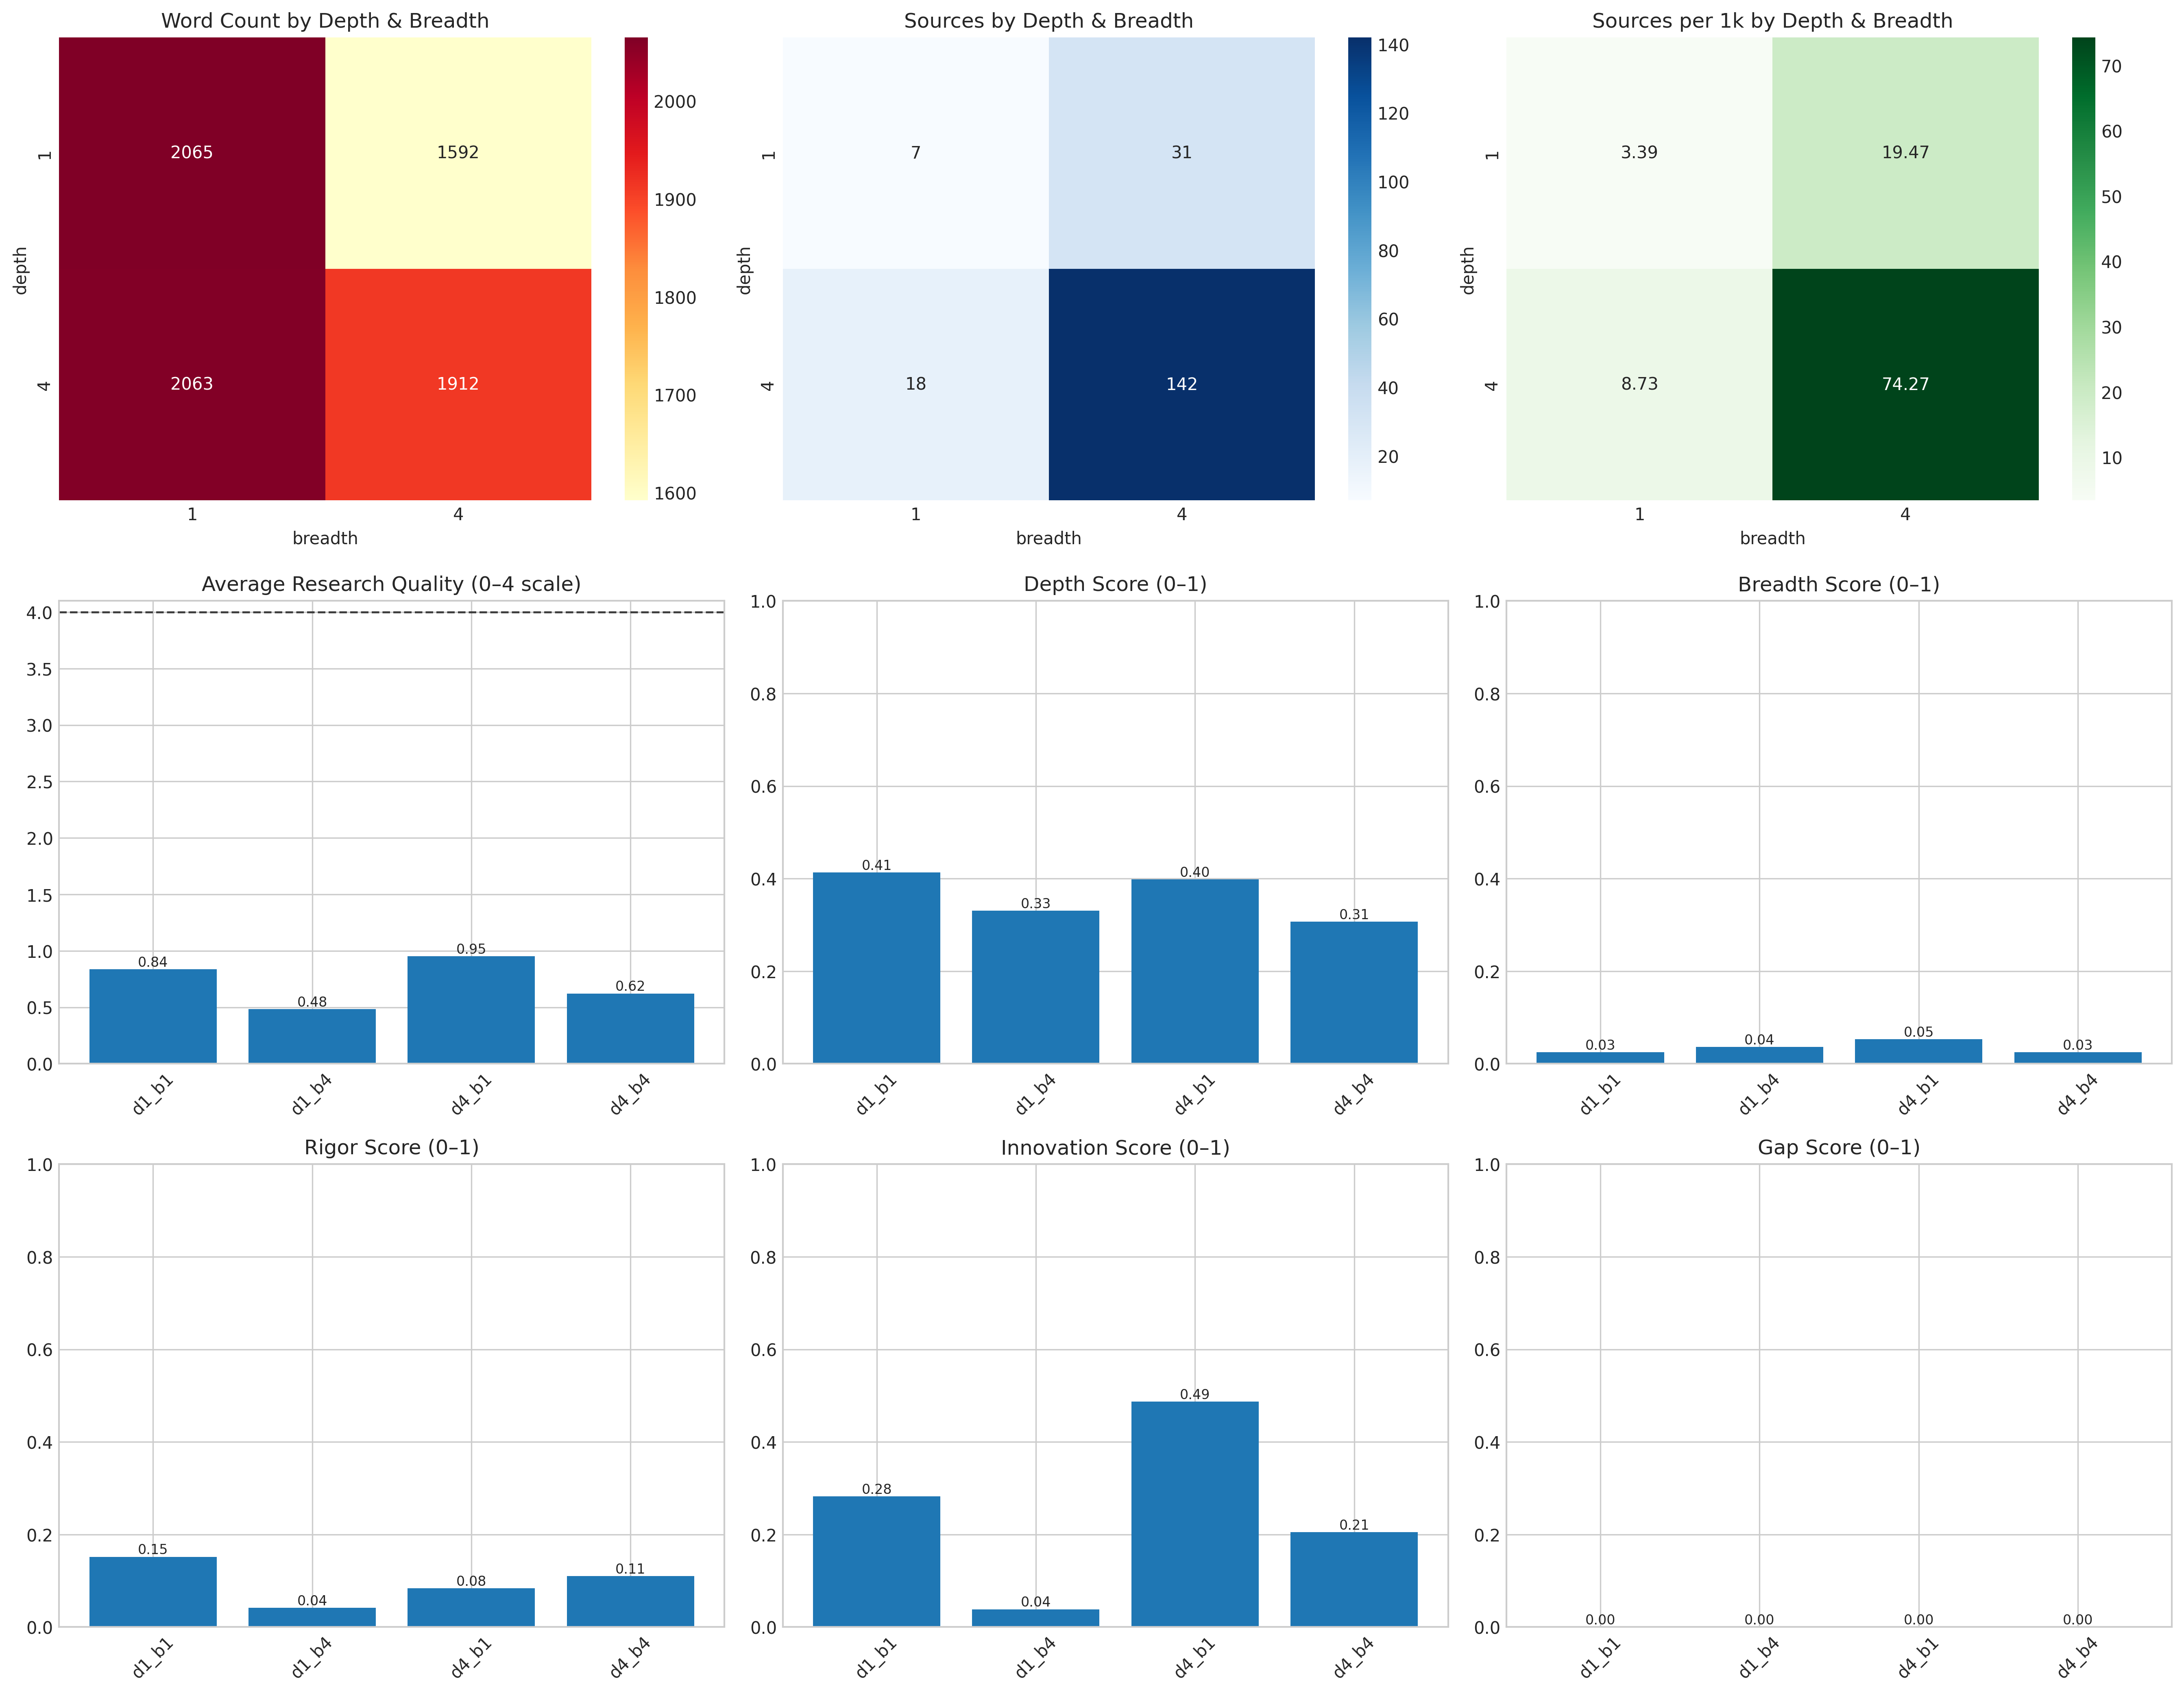 Word Count by Depth & Breadth
2065
1592
2063
1912
1
4
depth
1
4
breadth
2000
1900
1800
1700
1600
Sources by Depth & Breadth
7
31
18
142
1
4
depth
1
4
breadth
140
120
100
80
60
40
20
Sources per 1k by Depth & Breadth
3.39
19.47
8.73
74.27
1
4
depth
1
4
breadth
70
60
50
40
30
20
10
Average Research Quality (0–4 scale)
4.0
3.5
3.0
2.5
2.0
1.5
1.0
0.5
0.0
0.84
0.48
0.95
0.62
d1_b1
d1_b4
d4_b1
d4_b4
Depth Score (0–1)
1.0
0.8
0.6
0.4
0.2
0.0
0.41
0.33
0.40
0.31
d1_b1
d1_b4
d4_b1
d4_b4
Breadth Score (0–1)
1.0
0.8
0.6
0.4
0.2
0.0
0.03
0.04
0.05
0.03
d1_b1
d1_b4
d4_b1
d4_b4
Rigor Score (0–1)
1.0
0.8
0.6
0.4
0.2
0.0
0.15
0.04
0.08
0.11
d1_b1
d1_b4
d4_b1
d4_b4
Innovation Score (0–1)
1.0
0.8
0.6
0.4
0.2
0.0
0.28
0.04
0.49
0.21
d1_b1
d1_b4
d4_b1
d4_b4
Gap Score (0–1)
1.0
0.8
0.6
0.4
0.2
0.0
0.00
0.00
0.00
0.00
d1_b1
d1_b4
d4_b1
d4_b4